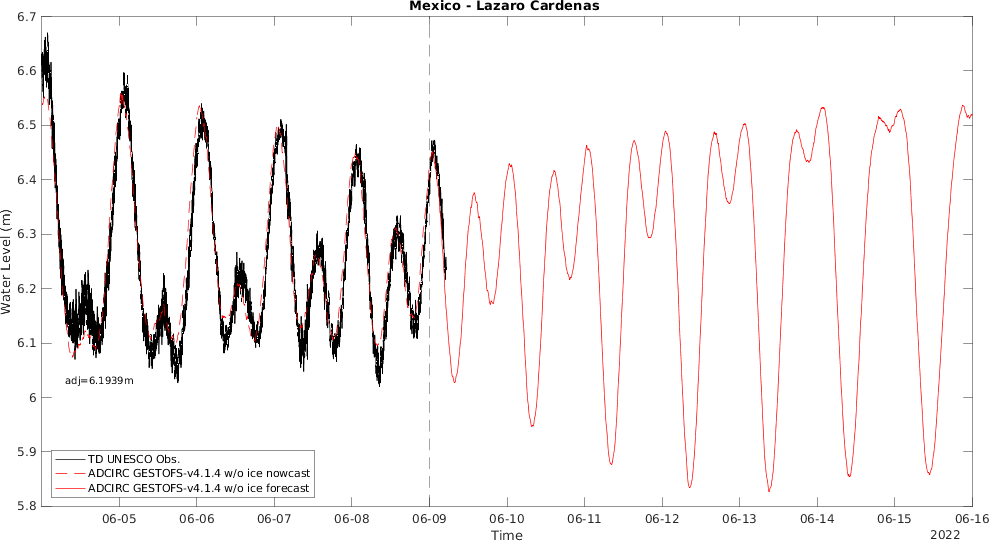 Mexico - Lazaro Cardenas
6.7
6.6
6.5
6.4
6.3
6.2
6.1
6
5.9
5.8
Water Level (m)
adj=6.1939m
TD UNESCO Obs.
ADCIRC GESTOFS-v4.1.4 w/o ice nowcast
ADCIRC GESTOFS-v4.1.4 w/o ice forecast
06-05 06-06 06-07 06-08 06-09 06-10 06-11 06-12 06-13 06-14 06-15 06-16
Time
2022